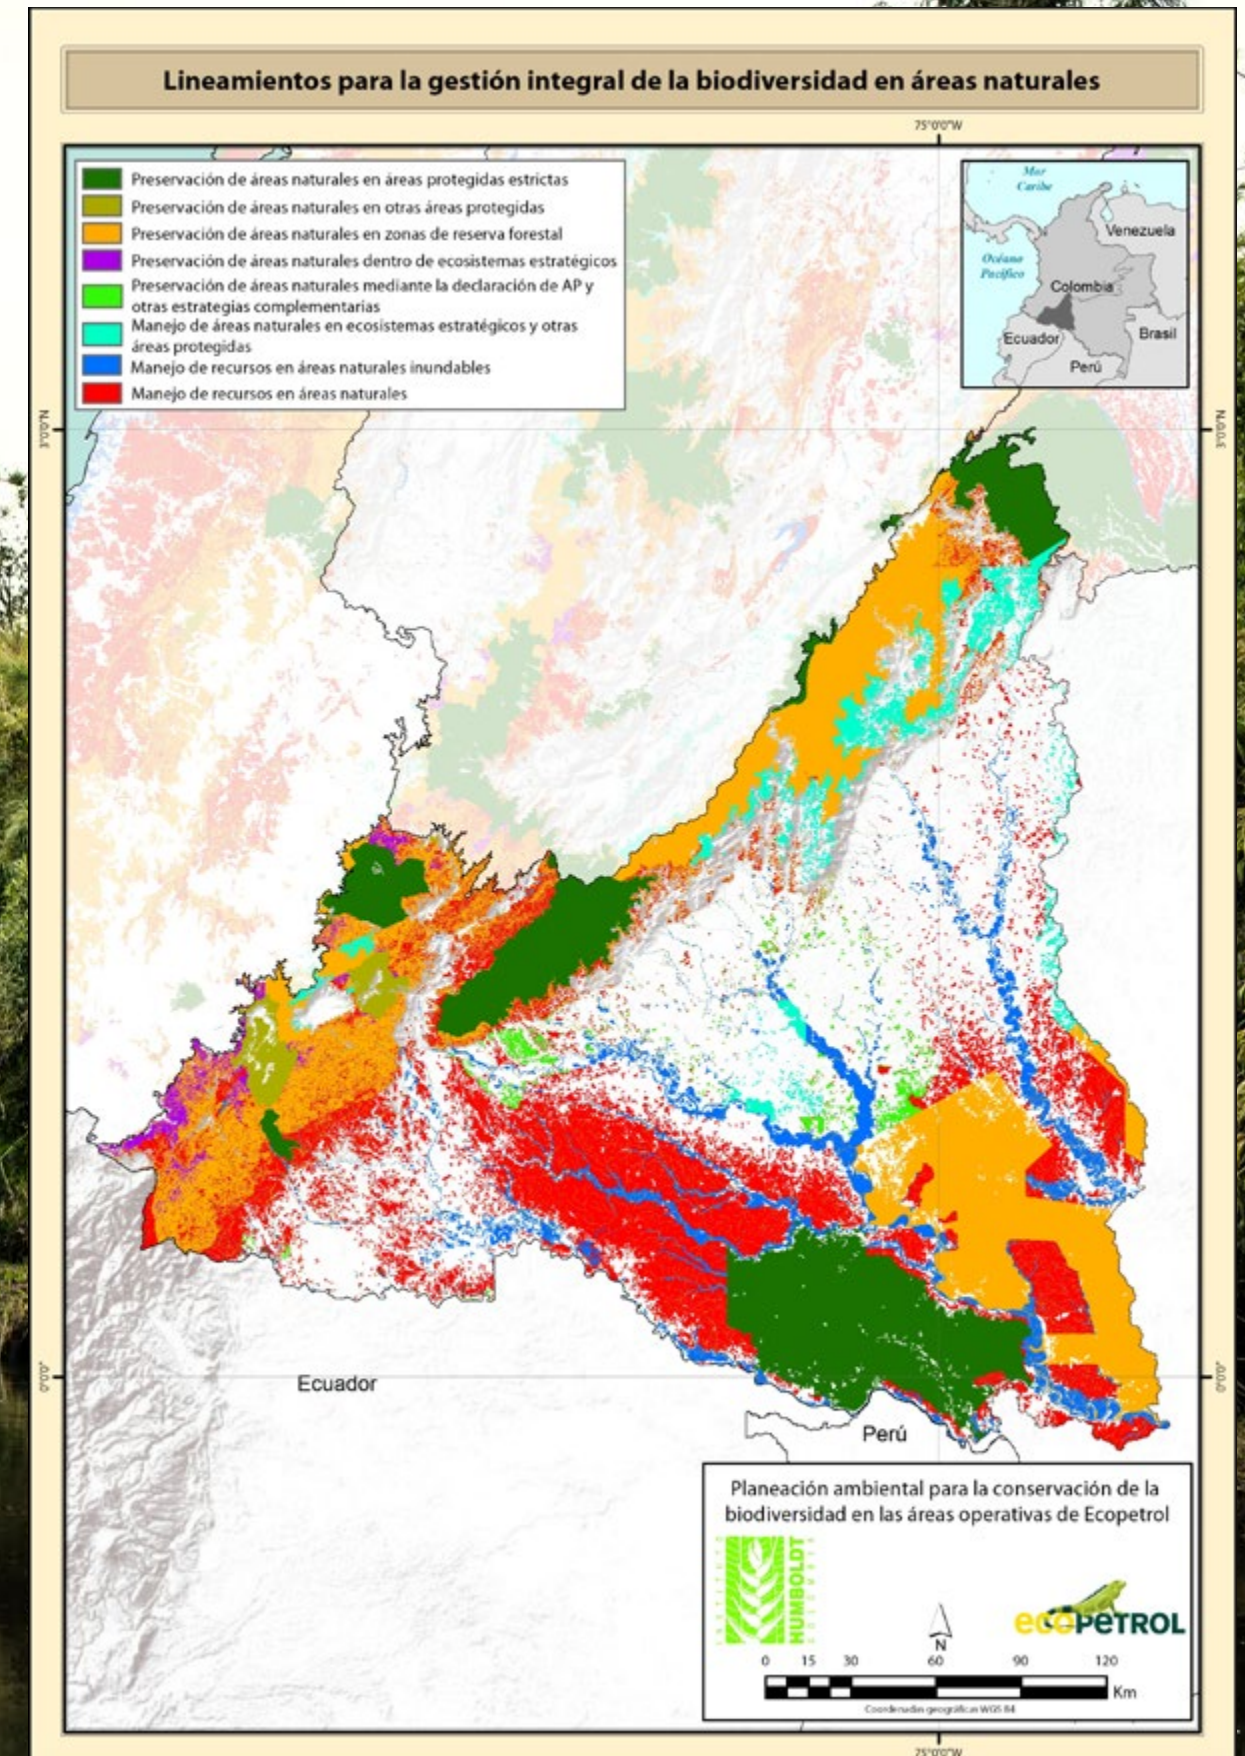 Lineamientos para la gestión integral de la biodiversidad en áreas naturales
75°0'0"W
Preservación de áreas naturales en áreas protegidas estrictas
Preservación de áreas naturales en otras áreas protegidas
Preservación de áreas naturales en zonas de reserva forestal
Preservación de áreas naturales dentro de ecosistemas estratégicos
Preservación de áreas naturales mediante la declaración de AP y
otras estrategias complementarias
Manejo de áreas naturales en ecosistemas estratégicos y otras
áreas protegidas
Manejo de recursos en áreas naturales inundables
Manejo de recursos en áreas naturales
Mar
Caribe
Venezuela
Océano
Pacífico
Colombia
Ecuador
Brasil
Perú
3°0'0"N
3°0'0"N
0°0'0"
0°0'0"
Ecuador
Perú
Planeación ambiental para la conservación de la
biodiversidad en las áreas operativas de Ecopetrol
INSTITUTO
HUMBOLDT
COLOMBIA
ecoPETROL
N
0 15 30 60 90 120
Km
Coordenadas geográficas WGS 84
75°0'0"W